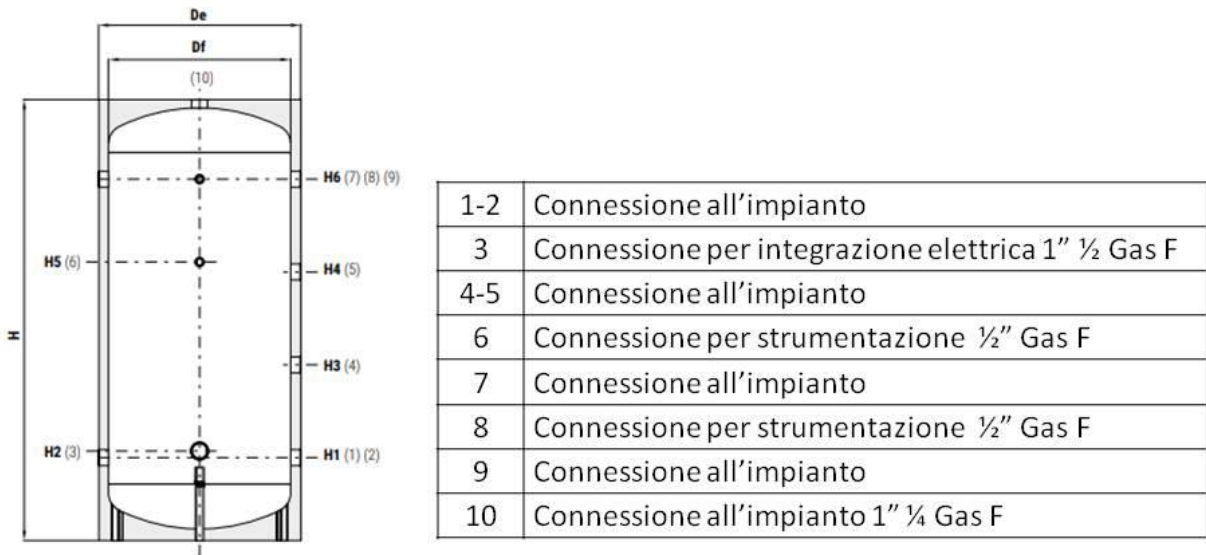 De
Df
(10)
H6 (7) (8) (9)
H5 (6)
H4 (5)
H
H3 (4)
H2 (3)
H1 (1) (2)
1-2 Connessione all’impianto
3 Connessione per integrazione elettrica 1” ½ Gas F
4-5 Connessione all’impianto
6 Connessione per strumentazione ½” Gas F
7 Connessione all’impianto
8 Connessione per strumentazione ½” Gas F
9 Connessione all’impianto
10 Connessione all’impianto 1” ¼ Gas F